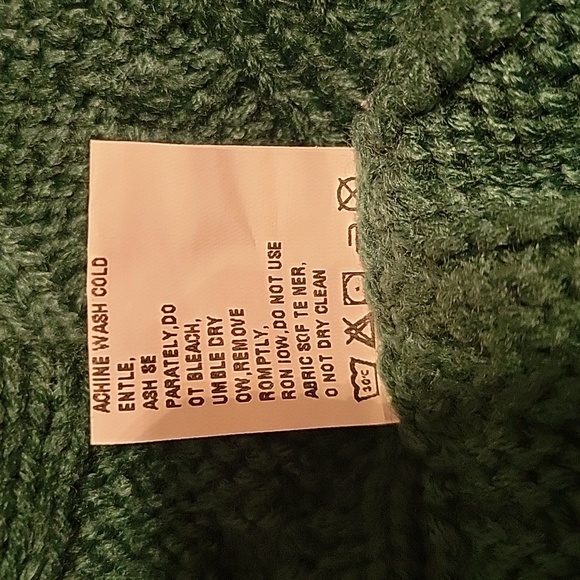 ACHINE WASH COLD
ENTLE,
ASH SE
PARATELY,DO
OT BLEACH,
UMBLE DRY
OW,REMOVE
ROMPTLY,
RON IOW,DO NOT USE
ABRIC SOF TE NER,
O NOT DRY CLEAN
30°C